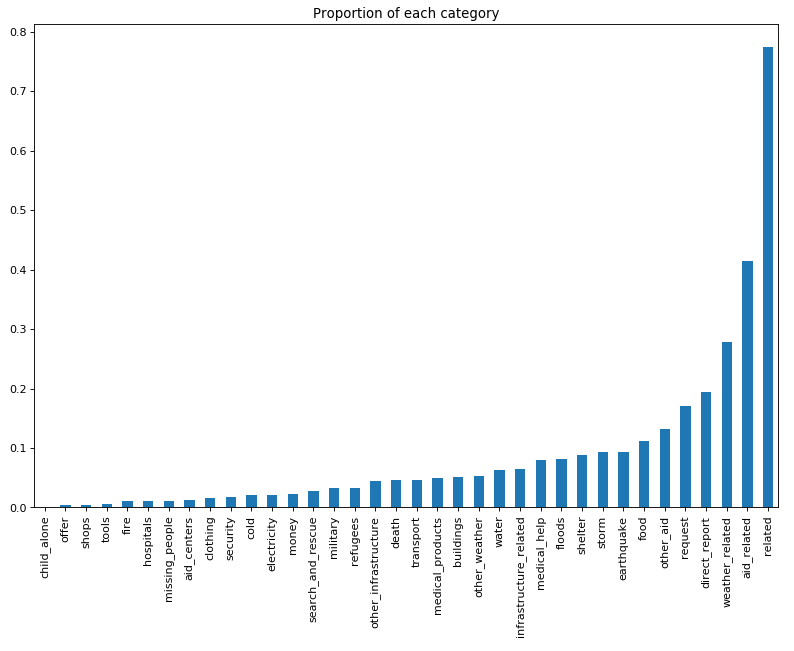 Proportion of each category
0.8
0.7
0.6
0.5
0.4
0.3
0.2
0.1
0.0
child_alone
offer
shops
tools
fire
hospitals
missing_people
aid_centers
clothing
security
cold
electricity
money
search_and_rescue
military
refugees
other_infrastructure
death
transport
medical_products
buildings
other_weather
water
infrastructure_related
medical_help
floods
shelter
storm
earthquake
food
other_aid
request
direct_report
weather_related
aid_related
related